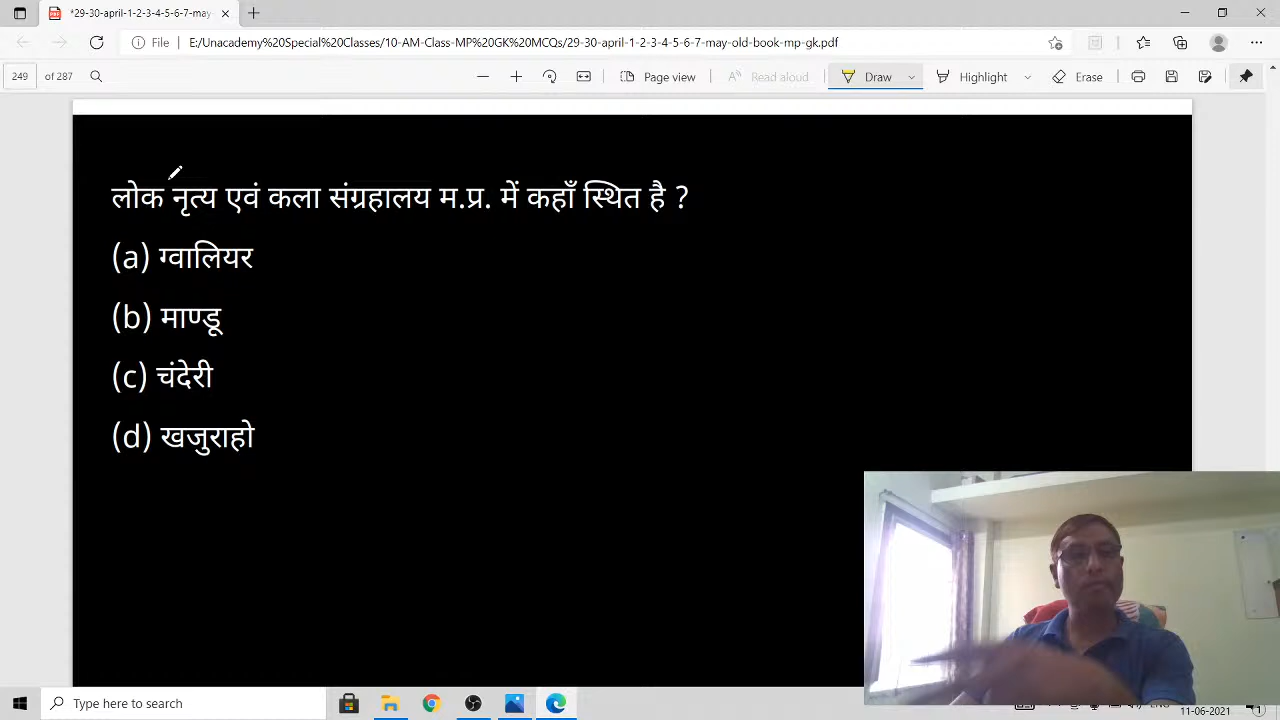 *29-30-april-1-2-3-4-5-6-7-may
File E:/Unacademy%20Special%20Classes/10-AM-Class-MP%20GK%20MCQs/29-30-april-1-2-3-4-5-6-7-may-old-book-mp-gk.pdf
249 of 287 Page view Read aloud Draw Highlight Erase
लोक नृत्य एवं कला संग्रहालय म.प्र. में कहाँ स्थित है ?
(a) ग्वालियर
(b) माण्डू
(c) चंदेरी
(d) खजुराहो
Type here to search
11-06-2021